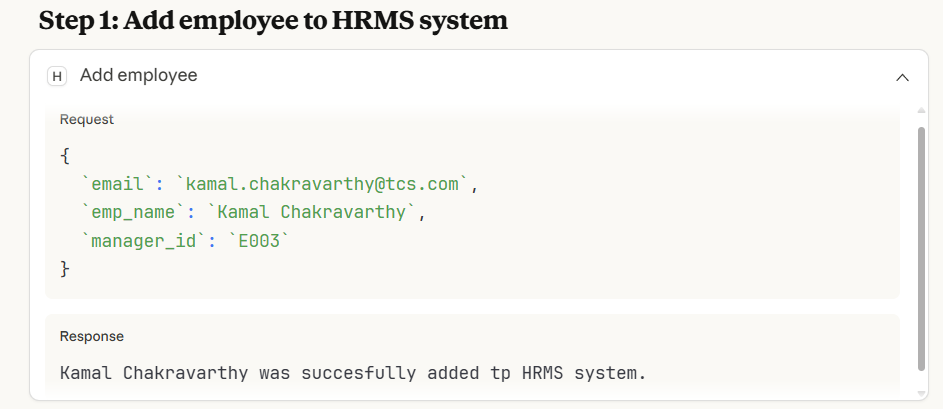 Step 1: Add employee to HRMS system
H Add employee
Request
{
`email`: `kamal.chakravarthy@tcs.com`,
`emp_name`: `Kamal Chakravarthy`,
`manager_id`: `E003`
}
Response
Kamal Chakravarthy was succesfully added tp HRMS system.